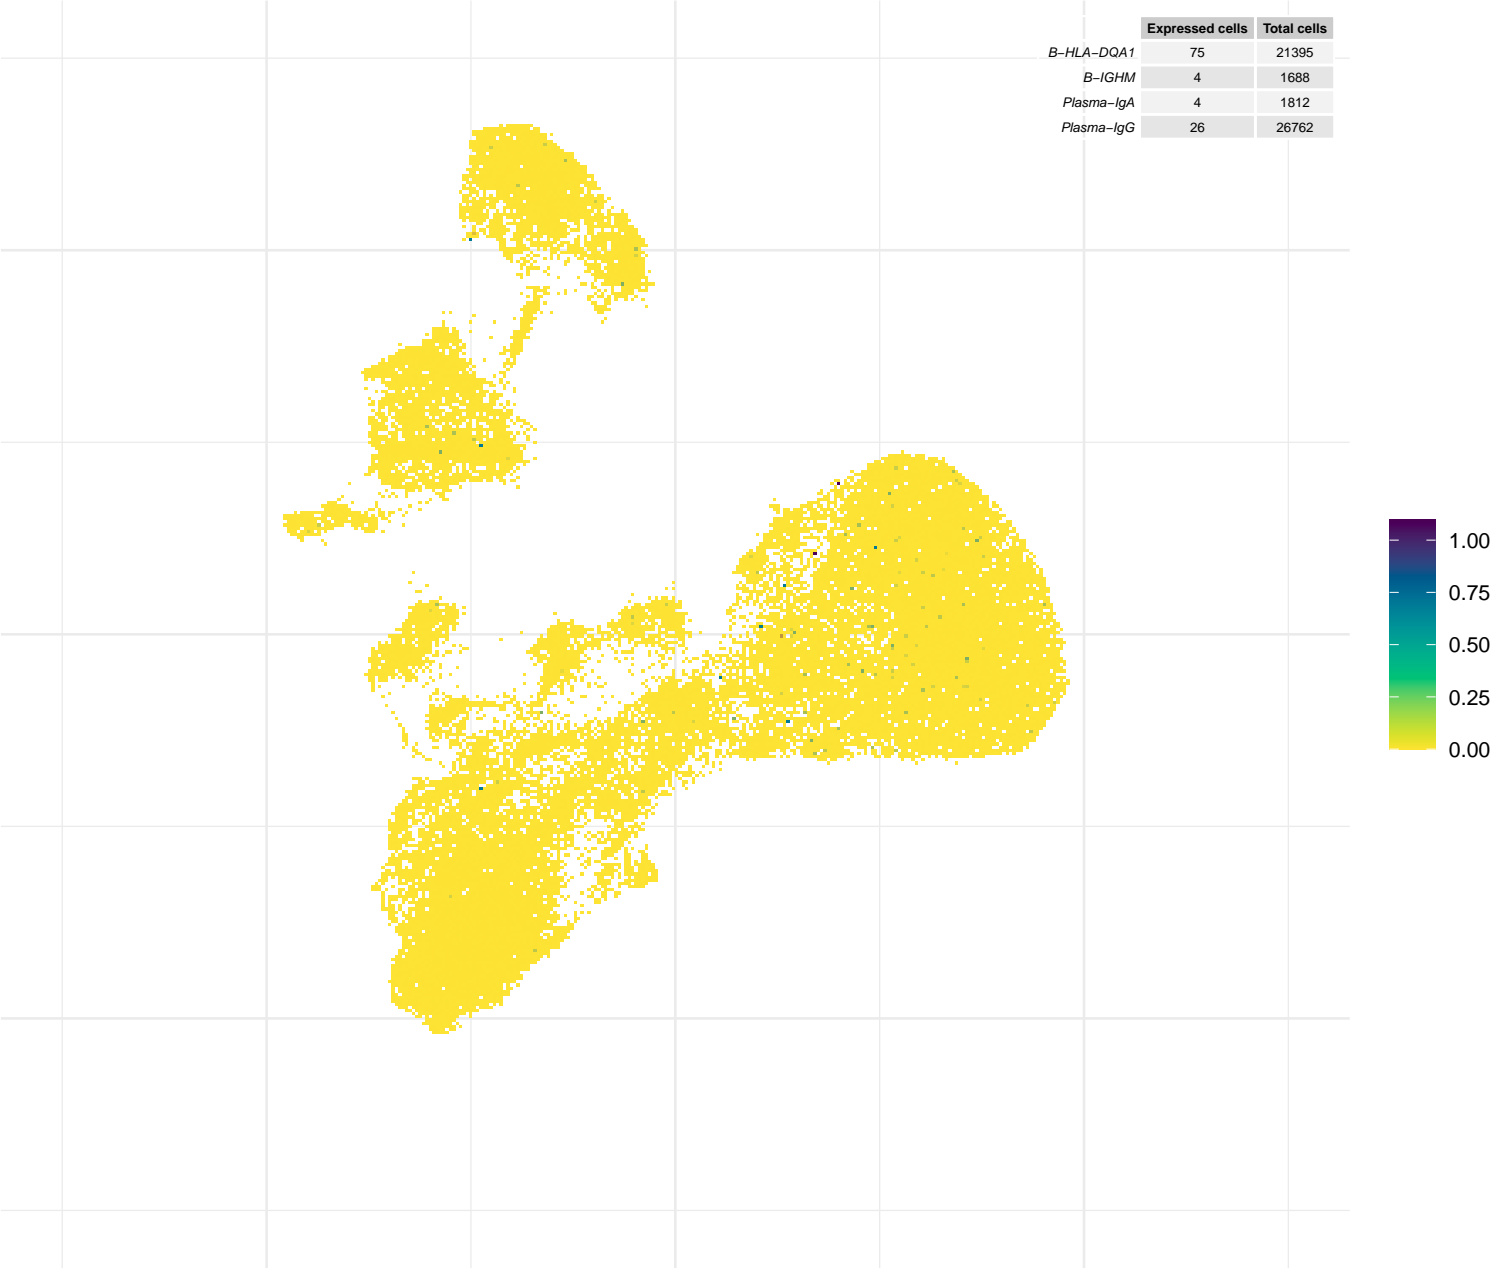 Expressed cells Total cells
B−HLA−DQA1 75 21395
B−IGHM 4 1688
Plasma−IgA 4 1812
Plasma−IgG 26 26762
1.00
0.75
0.50
0.25
0.00